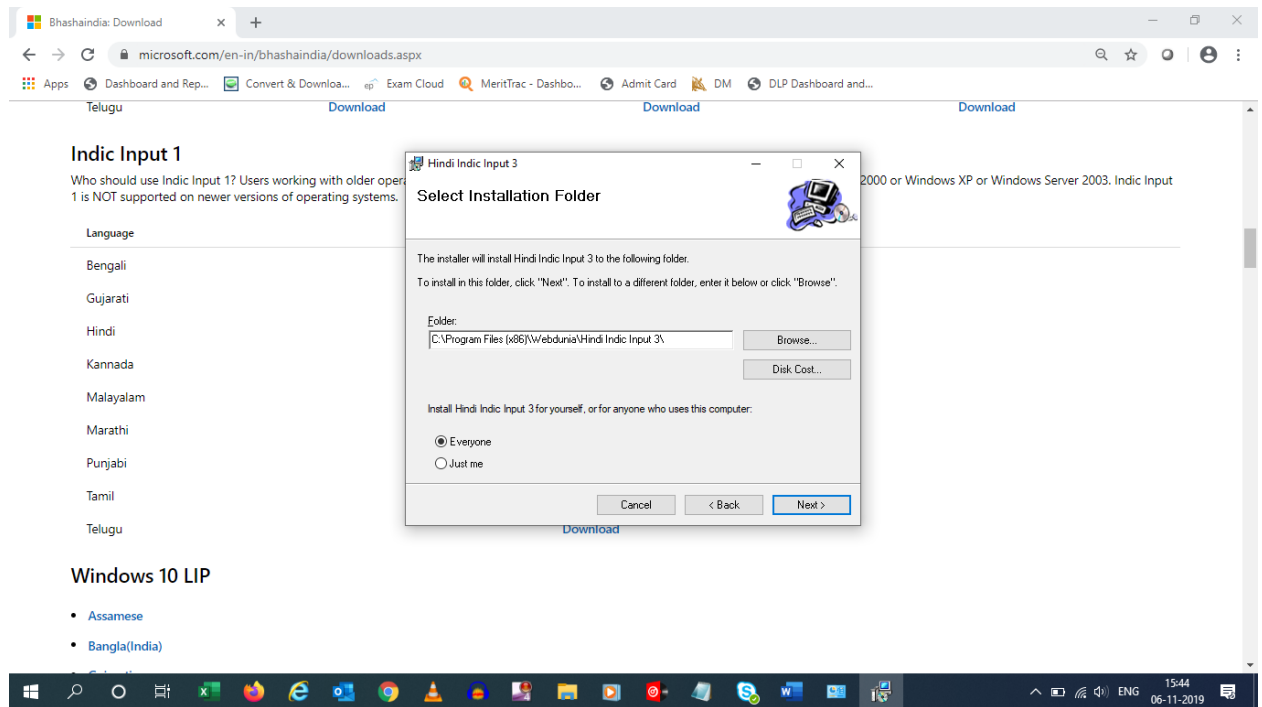 Bhashaindia: Download
microsoft.com/en-in/bhashaindia/downloads.aspx
Apps Dashboard and Rep... Convert & Downloa... ep Exam Cloud MeritTrac - Dashbo... Admit Card DM DLP Dashboard and...
Telugu Download Download Download
Indic Input 1
Who should use Indic Input 1? Users working with older oper
2000 or Windows XP or Windows Server 2003. Indic Input
1 is NOT supported on newer versions of operating systems.
Language
Bengali
Gujarati
Hindi
Kannada
Malayalam
Marathi
Punjabi
Tamil
Telugu Download
Hindi Indic Input 3
Select Installation Folder
The installer will install Hindi Indic Input 3 to the following folder.
To install in this folder, click "Next". To install to a different folder, enter it below or click "Browse".
Folder:
C:\Program Files (x86)\Webdunia\Hindi Indic Input 3\
Browse...
Disk Cost...
Install Hindi Indic Input 3 for yourself, or for anyone who uses this computer:
Everyone
Just me
Cancel < Back Next >
Windows 10 LIP
• Assamese
• Bangla(India)
ENG
15:44
06-11-2019